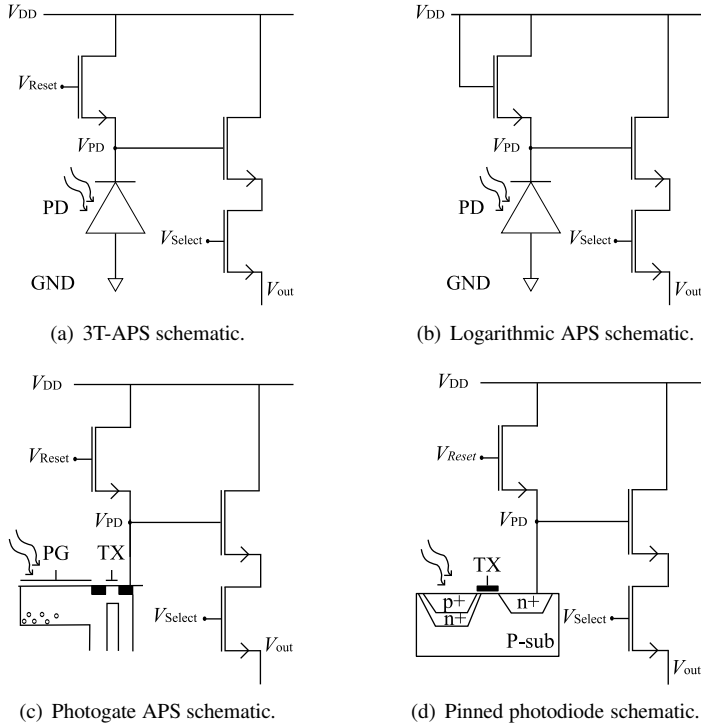 VDD
VReset
VPD
PD
VSelect
GND
Vout
(a) 3T-APS schematic.
VDD
VPD
PD
VSelect
GND
Vout
(b) Logarithmic APS schematic.
VDD
VReset
VPD
PG TX
VSelect
Vout
(c) Photogate APS schematic.
VDD
VReset
VPD
TX
p+
n+
n+
P-sub
VSelect
Vout
(d) Pinned photodiode schematic.